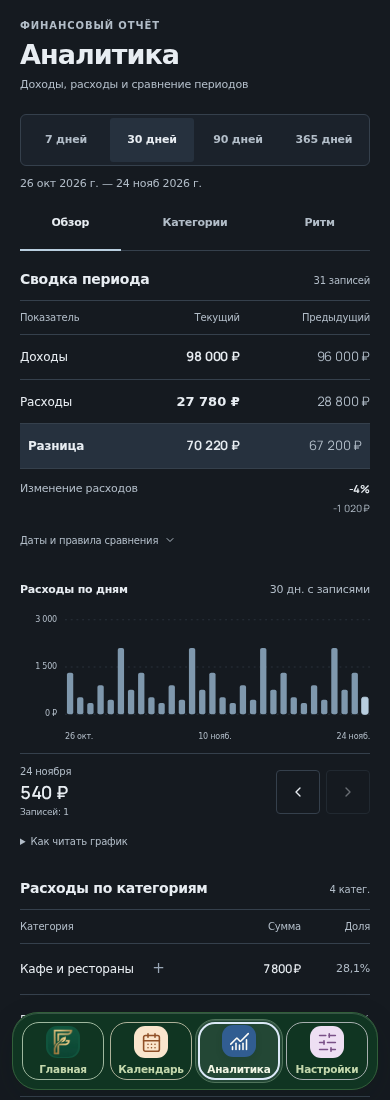 ФИНАНСОВЫЙ ОТЧЁТ
Аналитика
Доходы, расходы и сравнение периодов
7 дней 30 дней 90 дней 365 дней
26 окт 2026 г. — 24 нояб 2026 г.
Обзор Категории Ритм
Сводка периода 31 записей
Показатель Текущий Предыдущий
Доходы 98 000 ₽ 96 000 ₽
Расходы 27 780 ₽ 28 800 ₽
Разница 70 220 ₽ 67 200 ₽
Изменение расходов -4%
-1 020 ₽
Даты и правила сравнения
Расходы по дням 30 дн. с записями
3 000
1 500
0 ₽
26 окт. 10 нояб. 24 нояб.
24 ноября
540 ₽
Записей: 1
Как читать график
Расходы по категориям 4 катег.
Категория Сумма Доля
Кафе и рестораны + 7 800 ₽ 28,1%
Главная Календарь Аналитика Настройки